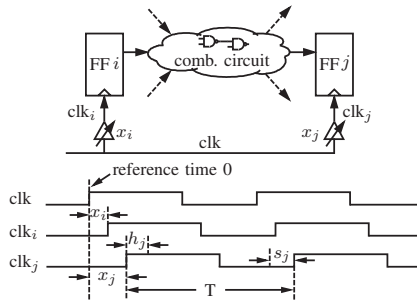 FF i
comb. circuit
FF j
clk_i
x_i
x_j
clk_j
clk
reference time 0
clk
x_i
clk_i
h_j
clk_j
s_j
x_j
T